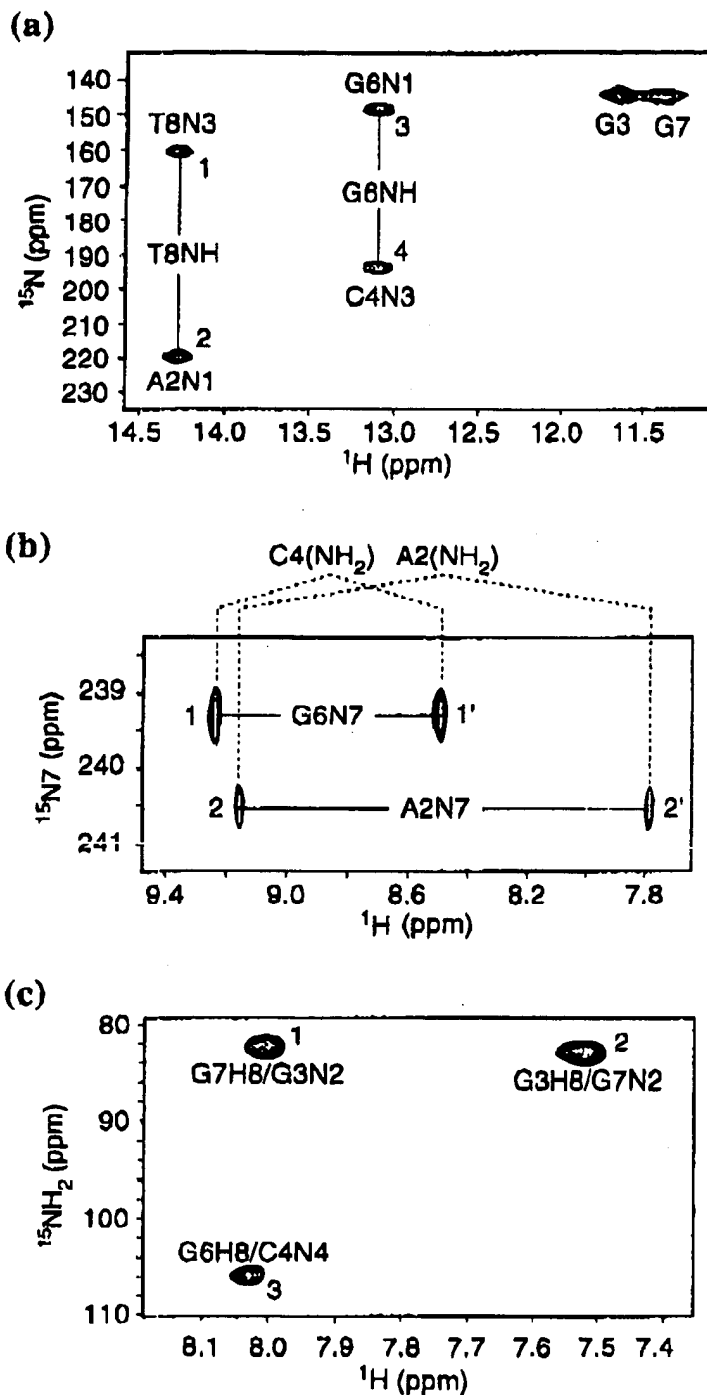 (a)
140
150
160
170
180
190
200
210
220
230
¹⁵N (ppm)
T8N3
1
T8NH
2
A2N1
G6N1
3
G6NH
4
C4N3
G3 G7
14.5 14.0 13.5 13.0 12.5 12.0 11.5
¹H (ppm)
(b)
C4(NH₂) A2(NH₂)
239
240
241
¹⁵N7 (ppm)
1 G6N7 1'
2 A2N7 2'
9.4 9.0 8.6 8.2 7.8
¹H (ppm)
(c)
80
90
100
110
¹⁵NH₂ (ppm)
1
G7H8/G3N2
2
G3H8/G7N2
G6H8/C4N4
3
8.1 8.0 7.9 7.8 7.7 7.6 7.5 7.4
¹H (ppm)